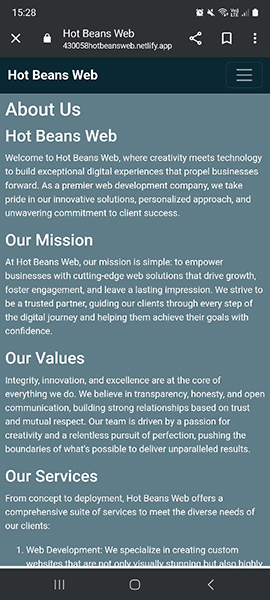 15:28
Hot Beans Web
430058hotbeansweb.netlify.app
Hot Beans Web
About Us
Hot Beans Web
Welcome to Hot Beans Web, where creativity meets technology
to build exceptional digital experiences that propel businesses
forward. As a premier web development company, we take
pride in our innovative solutions, personalized approach, and
unwavering commitment to client success.
Our Mission
At Hot Beans Web, our mission is simple: to empower
businesses with cutting-edge web solutions that drive growth,
foster engagement, and leave a lasting impression. We strive to
be a trusted partner, guiding our clients through every step of
the digital journey and helping them achieve their goals with
confidence.
Our Values
Integrity, innovation, and excellence are at the core of
everything we do. We believe in transparency, honesty, and open
communication, building strong relationships based on trust
and mutual respect. Our team is driven by a passion for
creativity and a relentless pursuit of perfection, pushing the
boundaries of what's possible to deliver unparalleled results.
Our Services
From concept to deployment, Hot Beans Web offers a
comprehensive suite of services to meet the diverse needs of
our clients:
1. Web Development: We specialize in creating custom
websites that are not only visually stunning but also highly